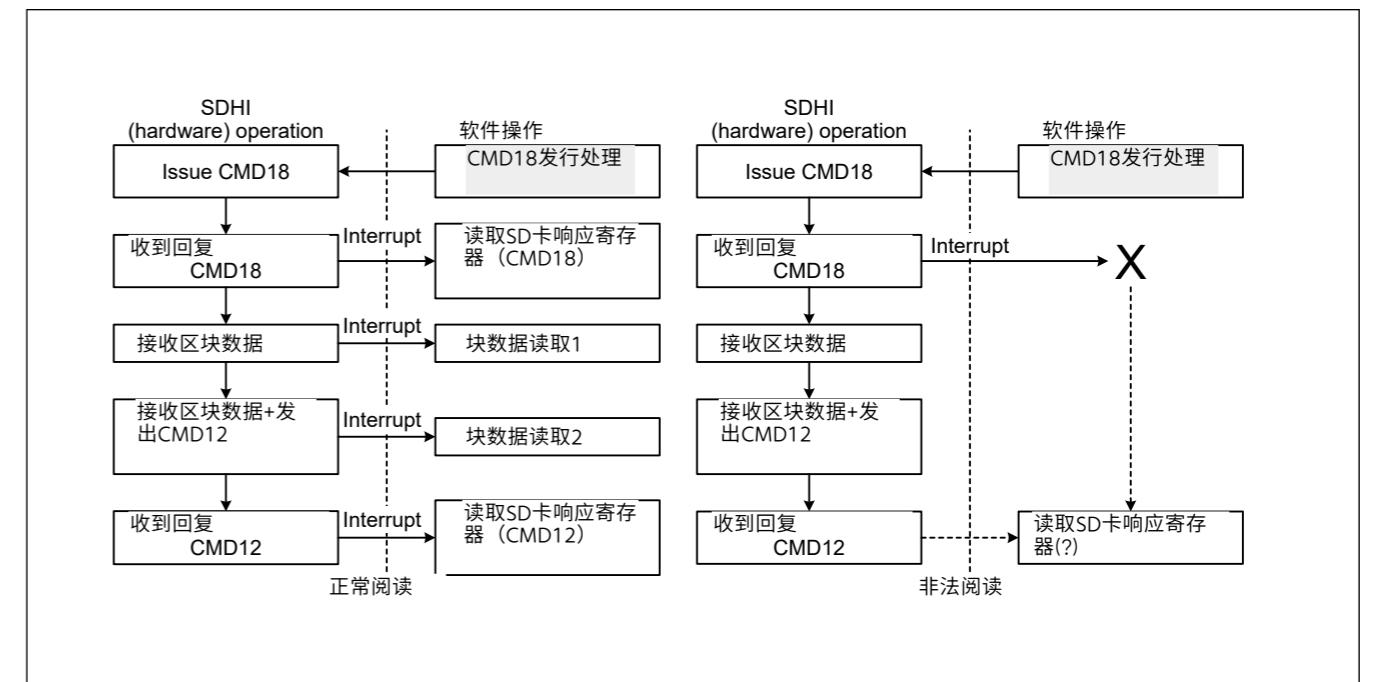 SDHI
(hardware) operation
软件操作
Issue CMD18
CMD18发行处理
收到回复
CMD18
Interrupt
读取SD卡响应寄存
器（CMD18）
接收区块数据
Interrupt
块数据读取1
接收区块数据+发
出CMD12
Interrupt
块数据读取2
收到回复
CMD12
Interrupt
读取SD卡响应寄存
器（CMD12）
正常阅读
SDHI
(hardware) operation
软件操作
Issue CMD18
CMD18发行处理
收到回复
CMD18
Interrupt
X
接收区块数据
接收区块数据+发
出CMD12
收到回复
CMD12
读取SD卡响应寄存
器(?)
非法阅读